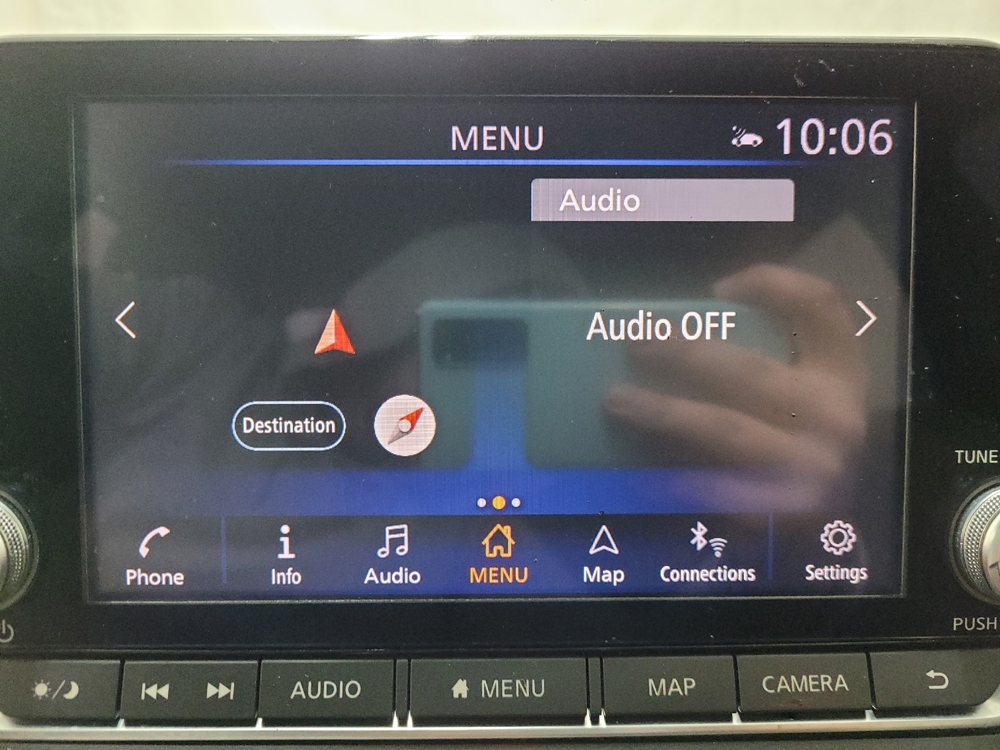 MENU
10:06
Audio
Audio OFF
Destination
Phone
Info
Audio
MENU
Map
Connections
Settings
TUNE
PUSH
AUDIO
MENU
MAP
CAMERA